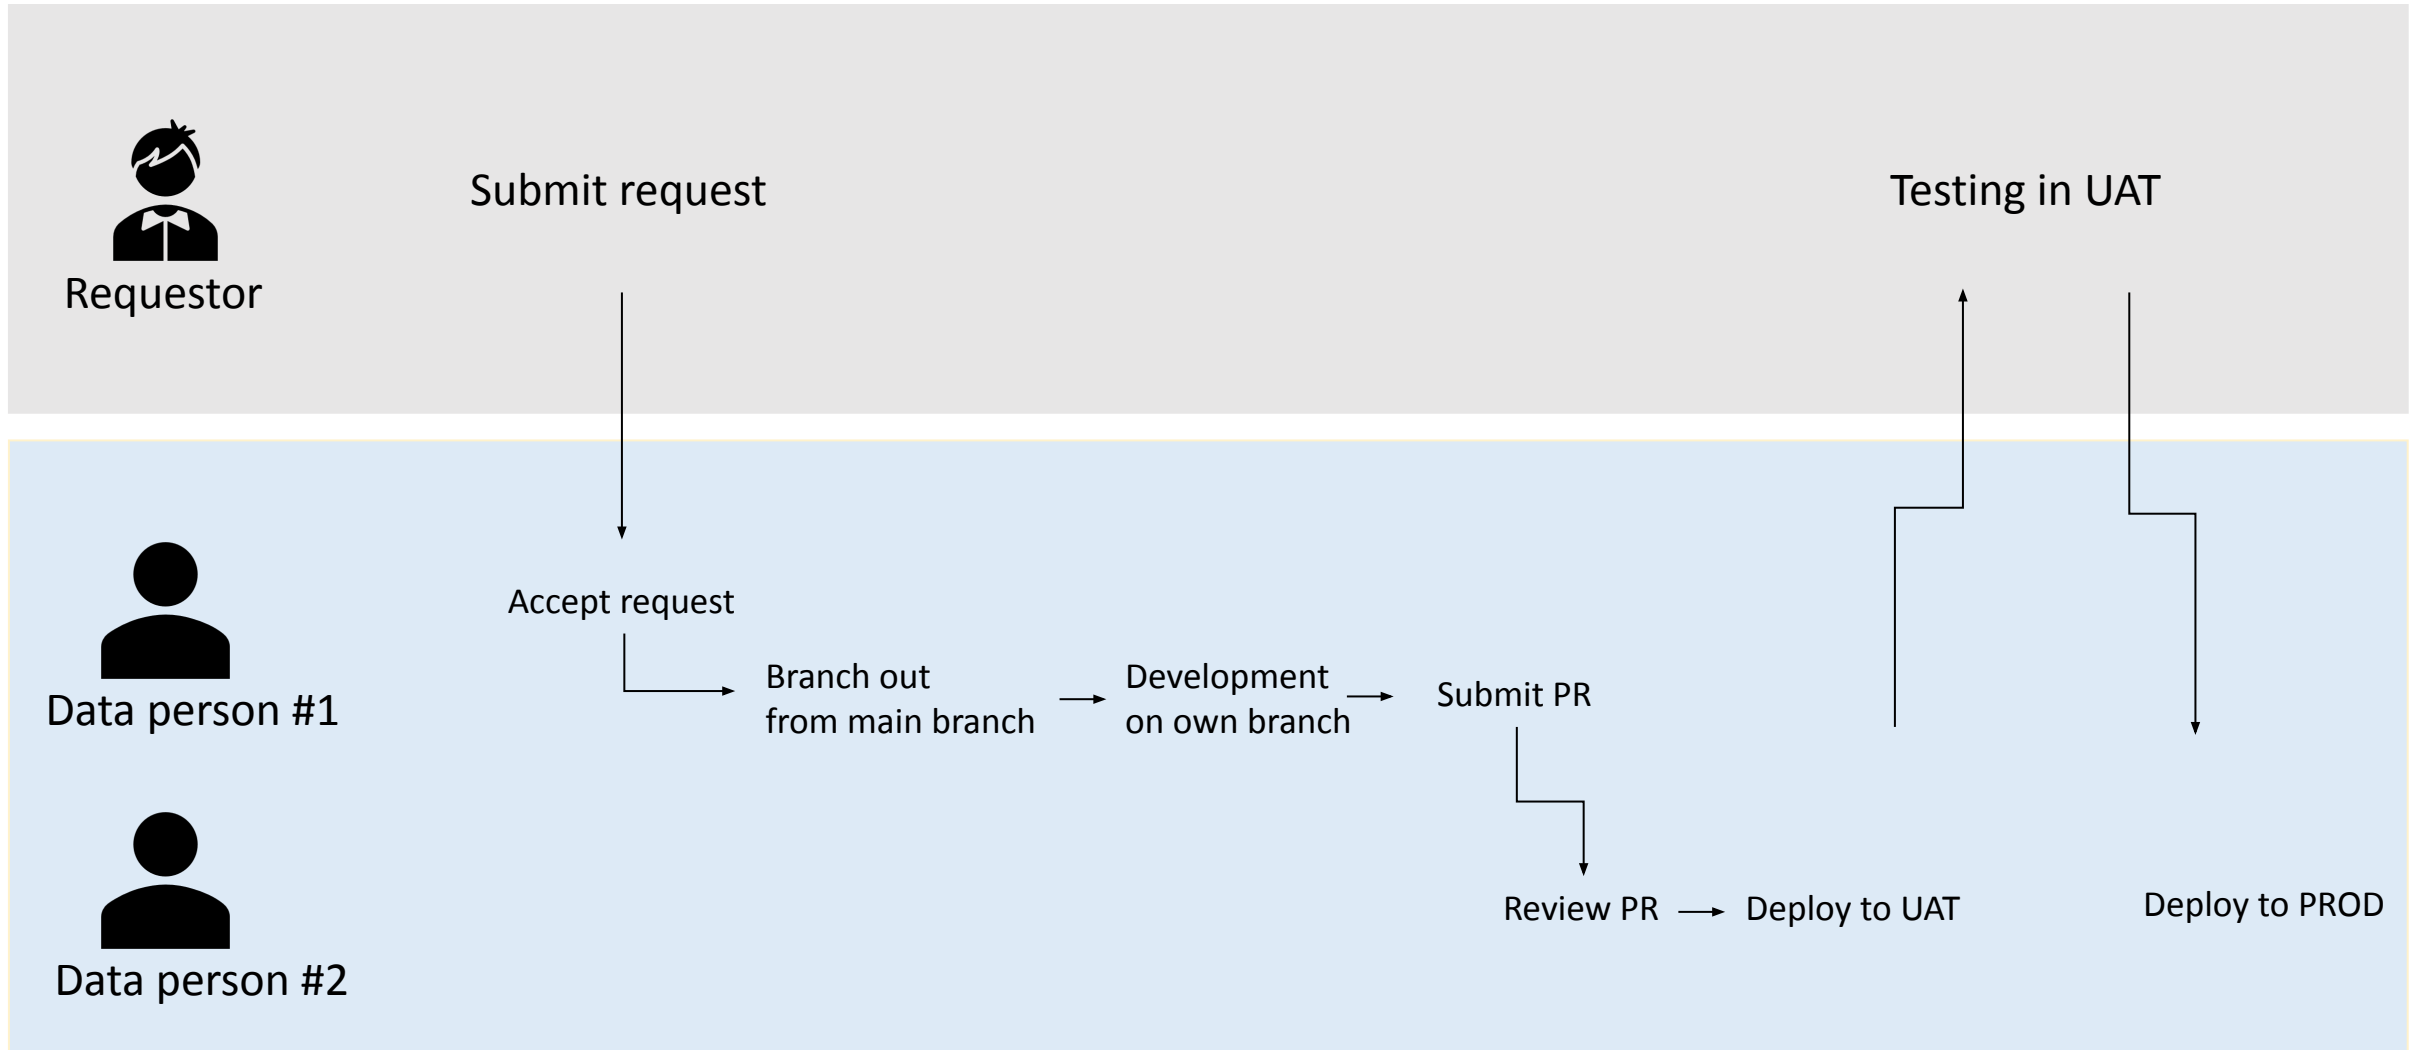 Submit request
Testing in UAT
Requestor
Accept request
Branch out
from main branch
Development
on own branch
Submit PR
Data person #1
Review PR
Deploy to UAT
Deploy to PROD
Data person #2